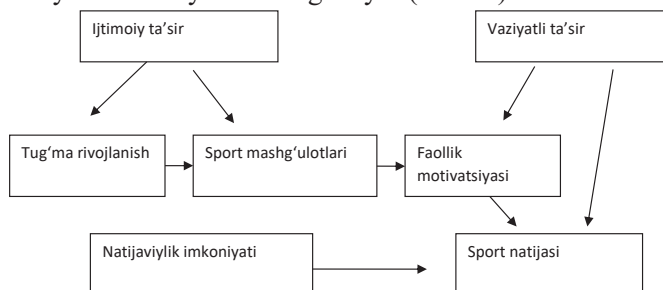 Ijtimoiy ta'sir
Vaziyatli ta'sir
Tug‘ma rivojlanish
Sport mashg‘ulotlari
Faollik
motivatsiyasi
Natijaviylik imkoniyati
Sport natijasi